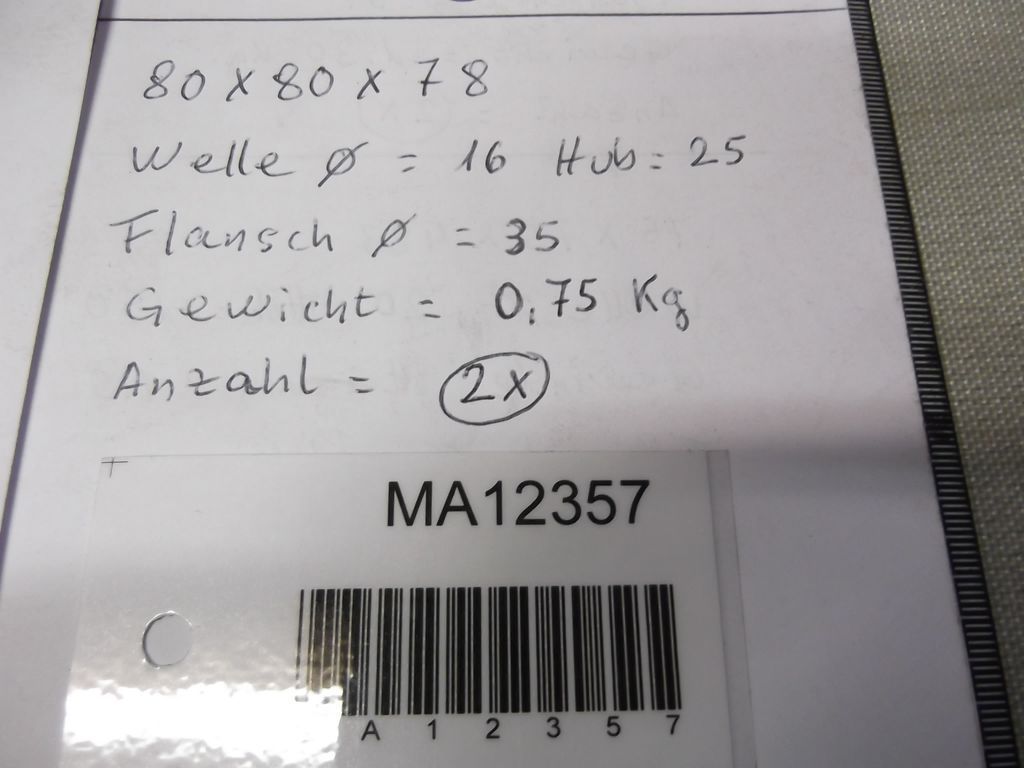 80 x 80 x 78
Welle ø = 16 Hub = 25
Flansch ø = 35
Gewicht = 0,75 Kg
Anzahl = 2x
MA12357
A 1 2 3 5 7